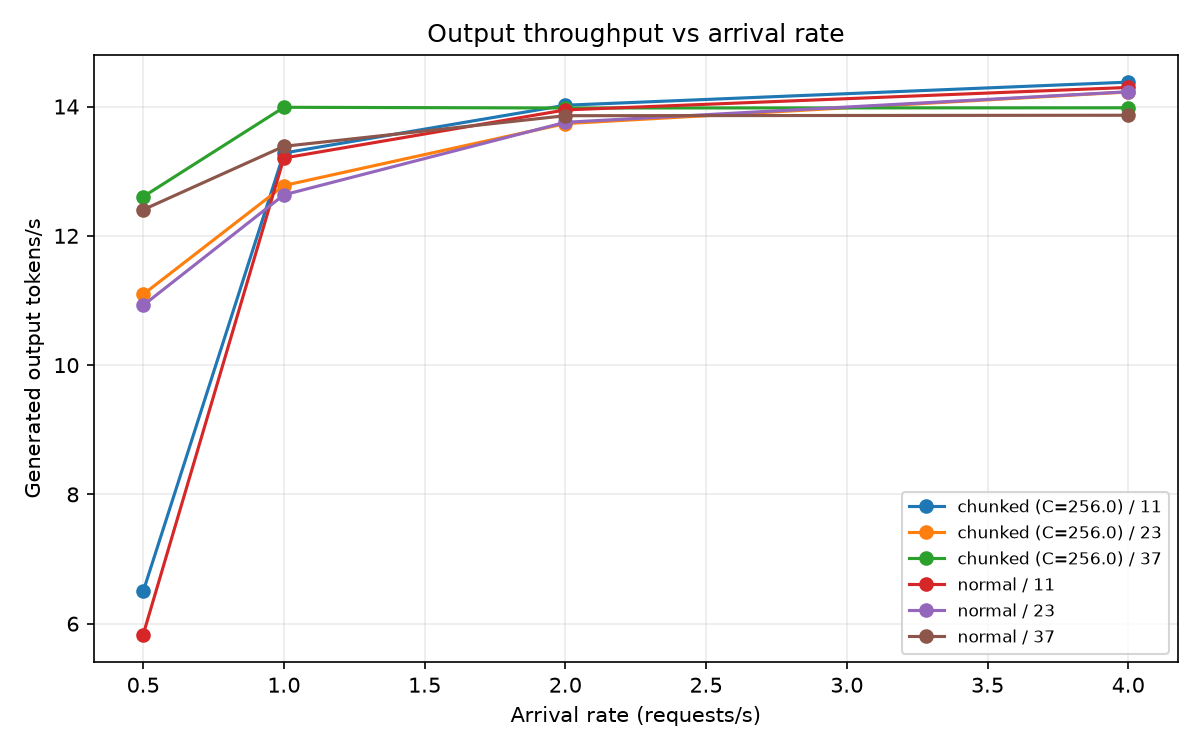 Output throughput vs arrival rate
Generated output tokens/s
14
12
10
8
6
0.5 1.0 1.5 2.0 2.5 3.0 3.5 4.0
Arrival rate (requests/s)
chunked (C=256.0) / 11
chunked (C=256.0) / 23
chunked (C=256.0) / 37
normal / 11
normal / 23
normal / 37